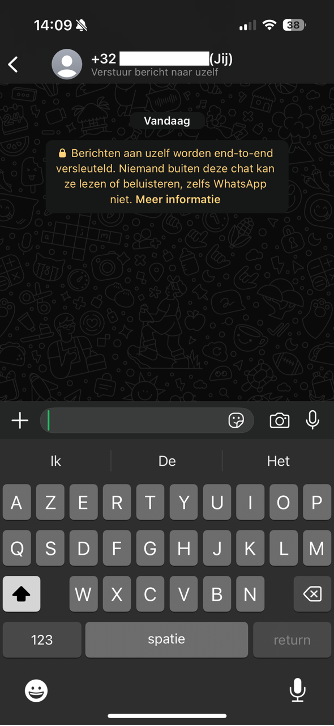 14:09 38
+32 (Jij)
Verstuur bericht naar uzelf
Vandaag
Berichten aan uzelf worden end-to-end
versleuteld. Niemand buiten deze chat kan
ze lezen of beluisteren, zelfs WhatsApp
niet. Meer informatie
Ik De Het
A Z E R T Y U I O P
Q S D F G H J K L M
W X C V B N
123 spatie return